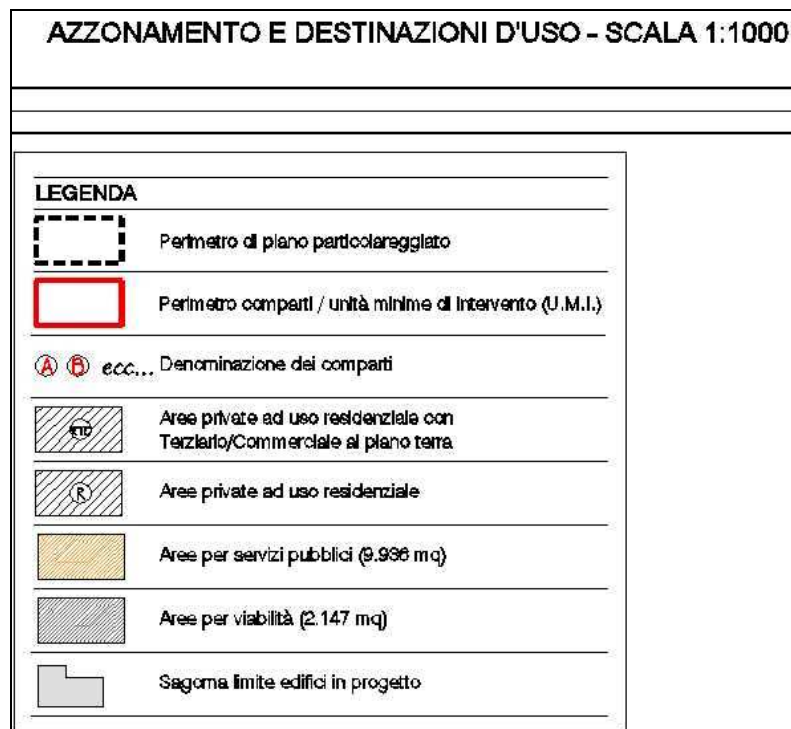 AZZONAMENTO E DESTINAZIONI D'USO - SCALA 1:1000
LEGENDA
Perimetro di piano particolareggiato
Perimetro comparti / unità minime di intervento (U.M.I.)
A B ecc... Denominazione dei comparti
Aree private ad uso residenziale con
Terziario/Commerciale al piano terra
R Aree private ad uso residenziale
Aree per servizi pubblici (9.936 mq)
Aree per viabilità (2.147 mq)
Sagoma limite edifici in progetto